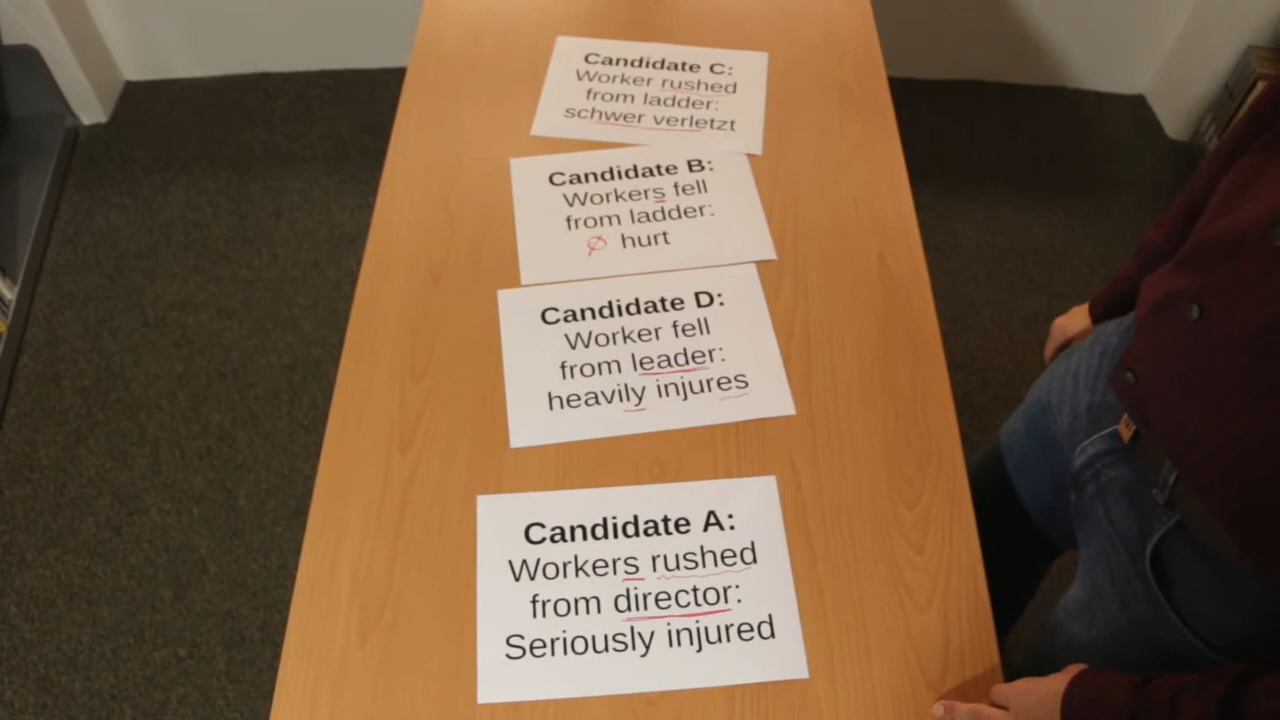 Candidate C:
Worker rushed
from ladder:
schwer verletzt
Candidate B:
Workers fell
from ladder:
∅ hurt
Candidate D:
Worker fell
from leader:
heavily injures
Candidate A:
Workers rushed
from director:
Seriously injured